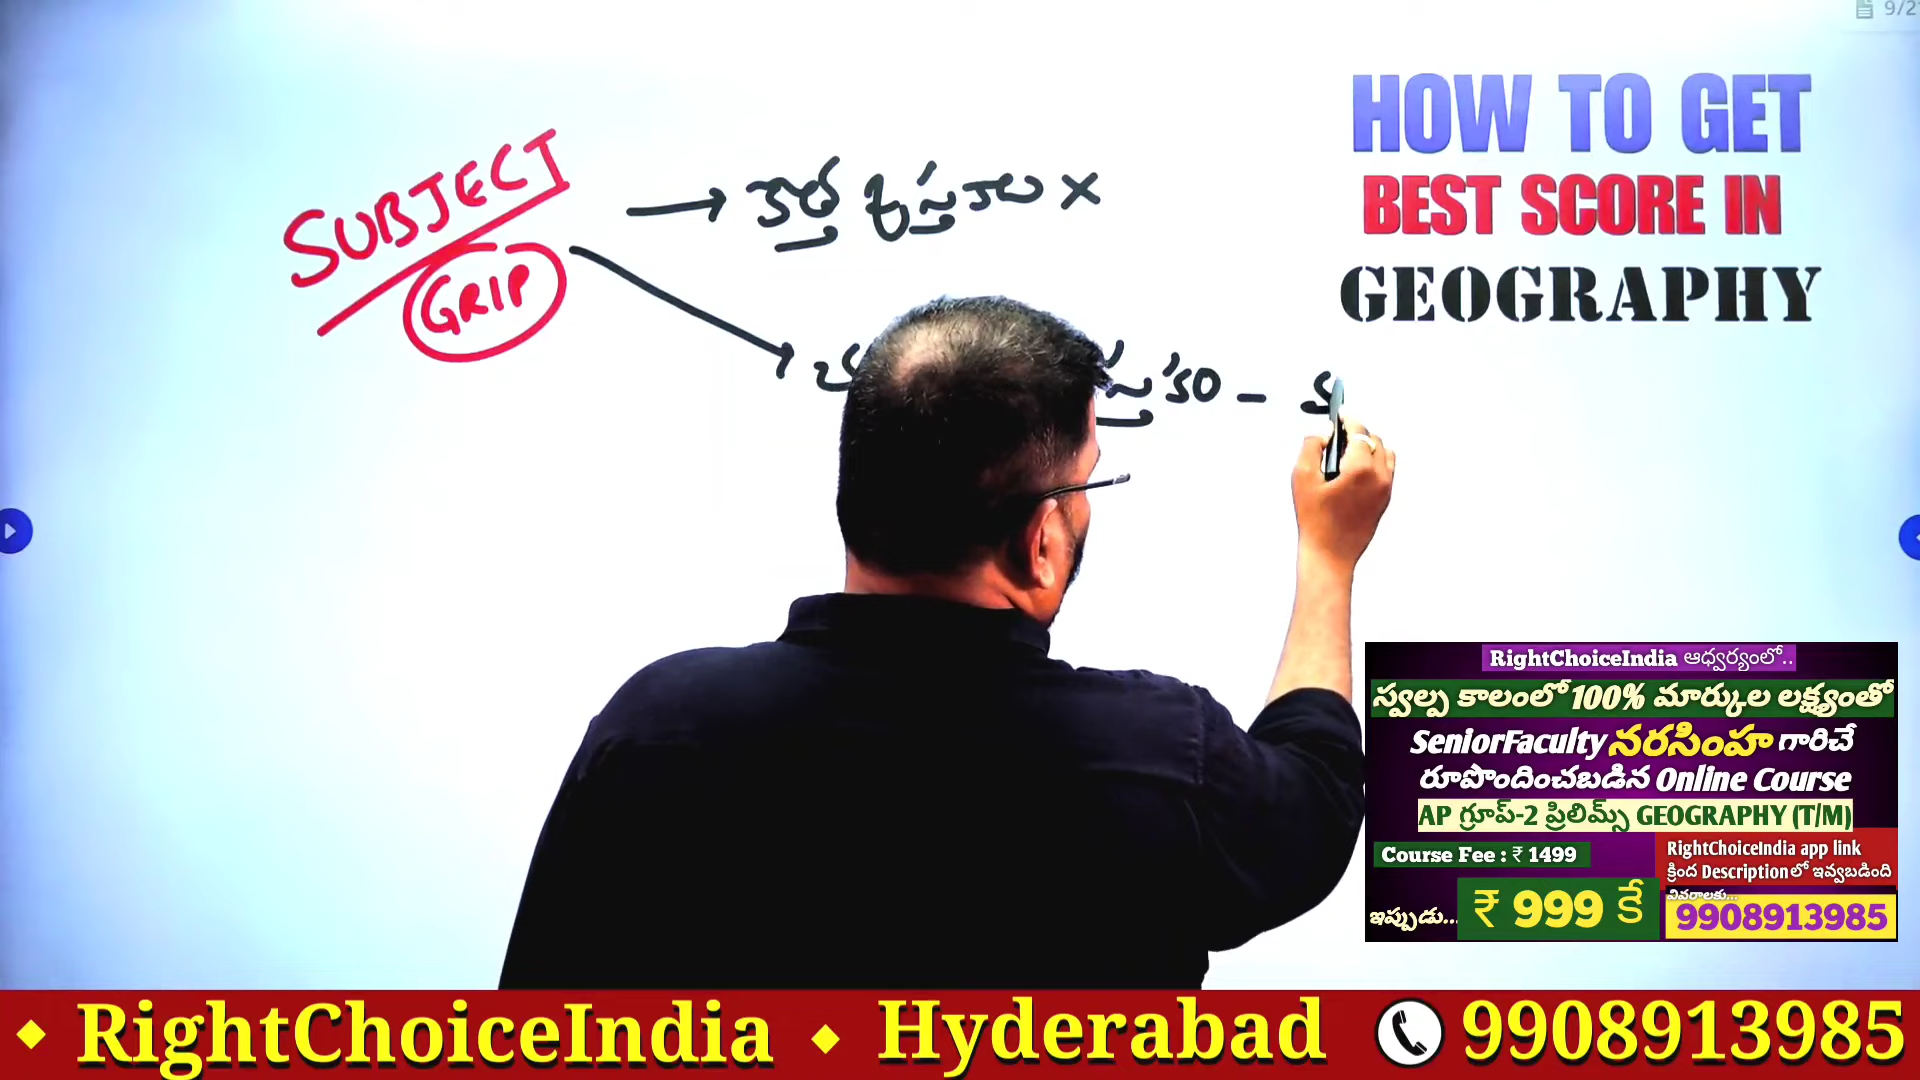 9/2
HOW TO GET
BEST SCORE IN
GEOGRAPHY
SUBJECT
GRIP
→ కొత్త పుస్తకాలు ×
RightChoiceIndia ఆధ్వర్యంలో..
స్వల్ప కాలంలో 100% మార్కుల లక్ష్యంతో
SeniorFaculty నరసింహ గారిచే
రూపొందించబడిన Online Course
AP గ్రూప్-2 ప్రిలిమ్స్ GEOGRAPHY (T/M)
Course Fee : ₹ 1499
RightChoiceIndia app link
క్రింద Description లో ఇవ్వబడింది
ఇప్పుడు... ₹ 999 కే
వివరాలకు...
9908913985
RightChoiceIndia Hyderabad 9908913985